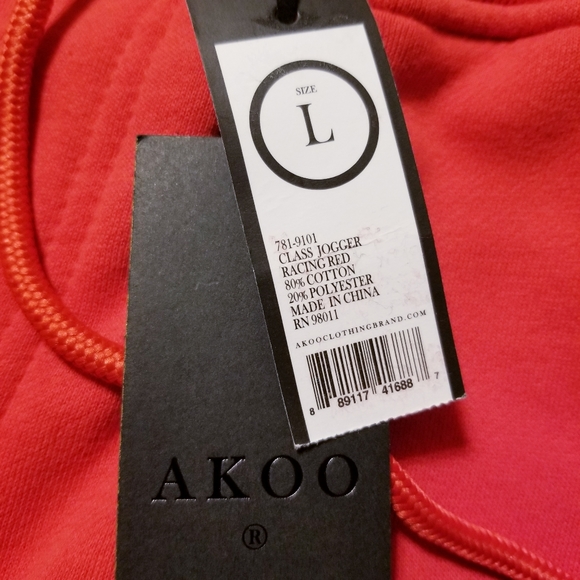 SIZE
L
781-9101
CLASS JOGGER
RACING RED
80% COTTON
20% POLYESTER
MADE IN CHINA
RN 98011
AKOOCLOTHINGBRAND.COM
8 89117 41688 7
AKOO
®